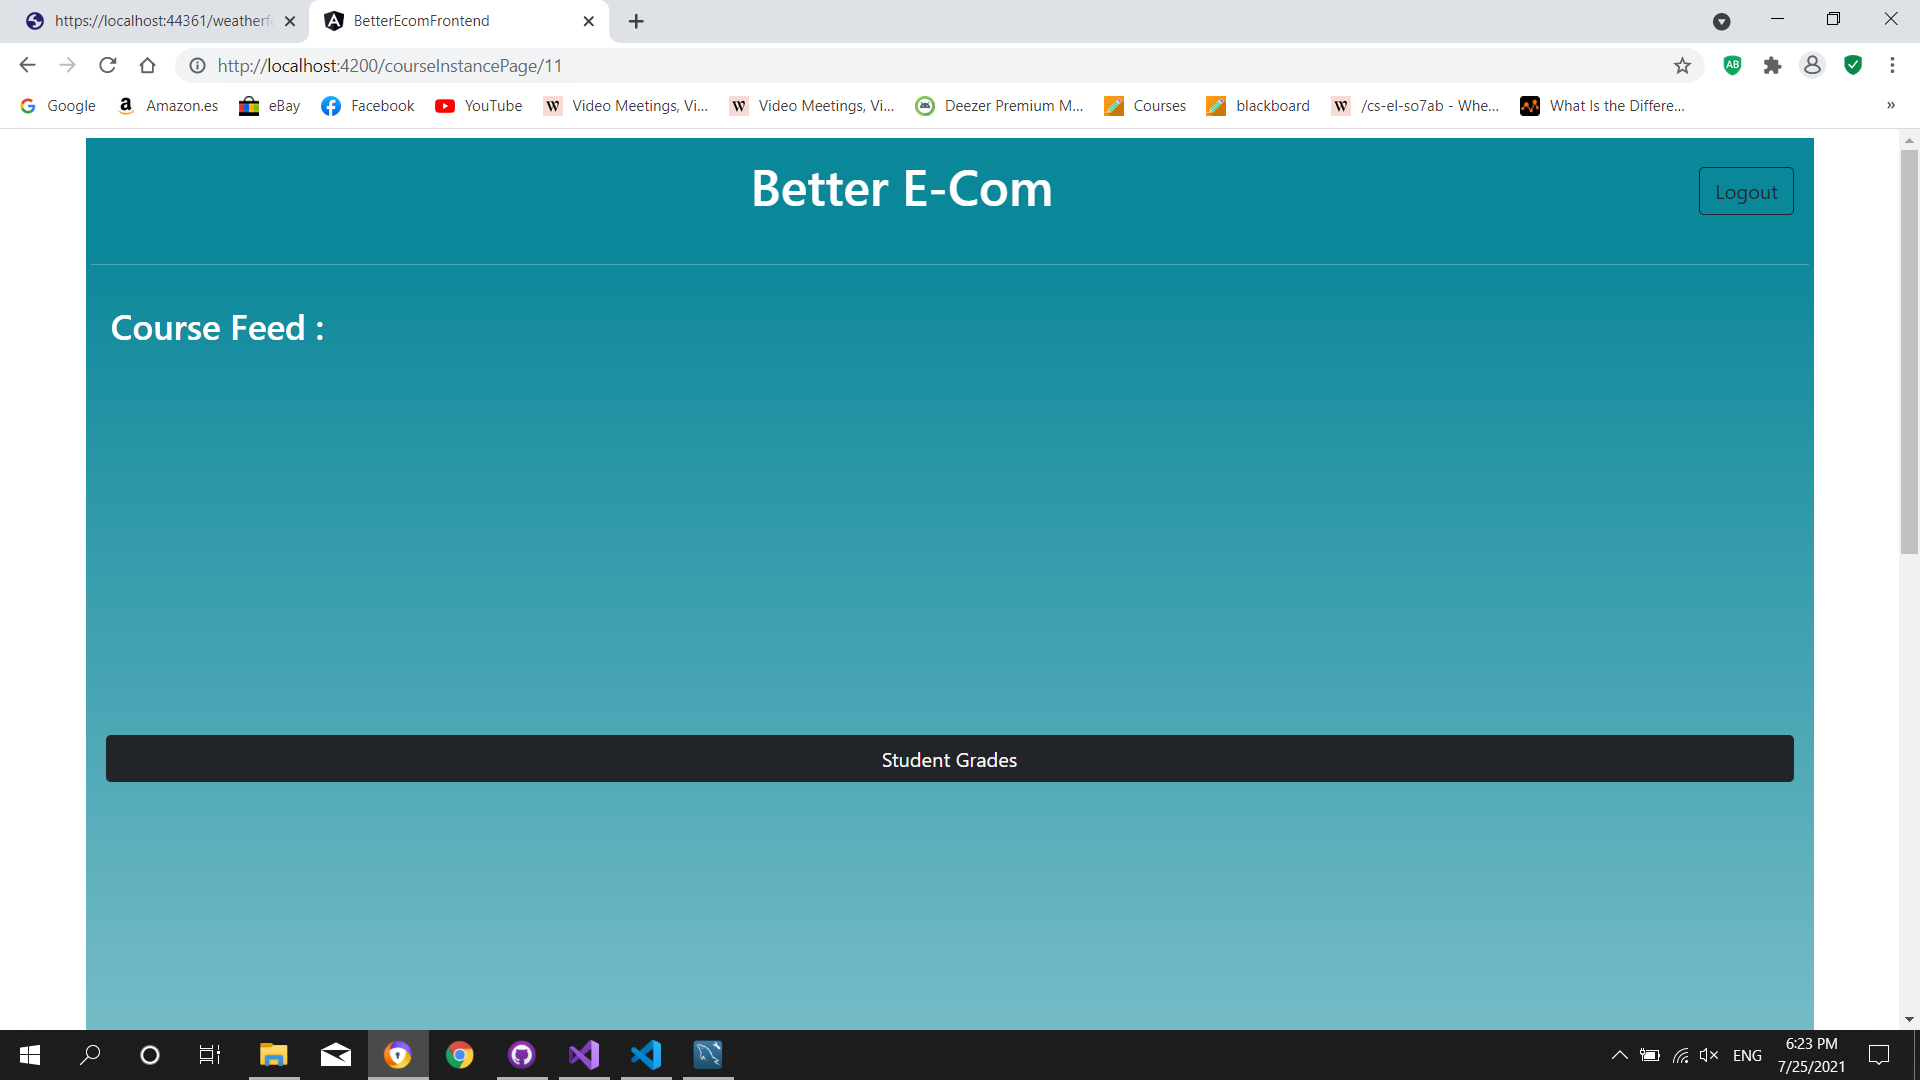 https://localhost:44361/weatherf
BetterEcomFrontend
http://localhost:4200/courseInstancePage/11
AB
Google
Amazon.es
eBay
Facebook
YouTube
Video Meetings, Vi...
Video Meetings, Vi...
Deezer Premium M...
Courses
blackboard
/cs-el-so7ab - Whe...
What Is the Differe...
»
Better E-Com
Logout
Course Feed :
Student Grades
ENG
6:23 PM
7/25/2021